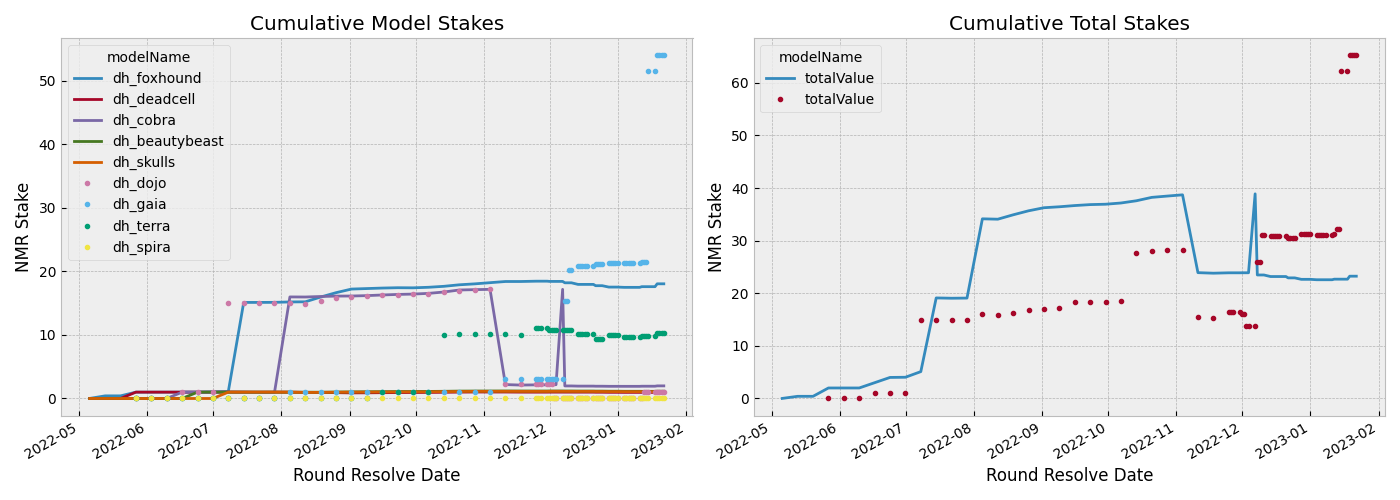 Cumulative Model Stakes
NMR Stake
50
40
30
20
10
0
modelName
dh_foxhound
dh_deadcell
dh_cobra
dh_beautybeast
dh_skulls
dh_dojo
dh_gaia
dh_terra
dh_spira
2022-05
2022-06
2022-07
2022-08
2022-09
2022-10
2022-11
2022-12
2023-01
2023-02
Round Resolve Date
Cumulative Total Stakes
NMR Stake
60
50
40
30
20
10
0
modelName
totalValue
totalValue
2022-05
2022-06
2022-07
2022-08
2022-09
2022-10
2022-11
2022-12
2023-01
2023-02
Round Resolve Date